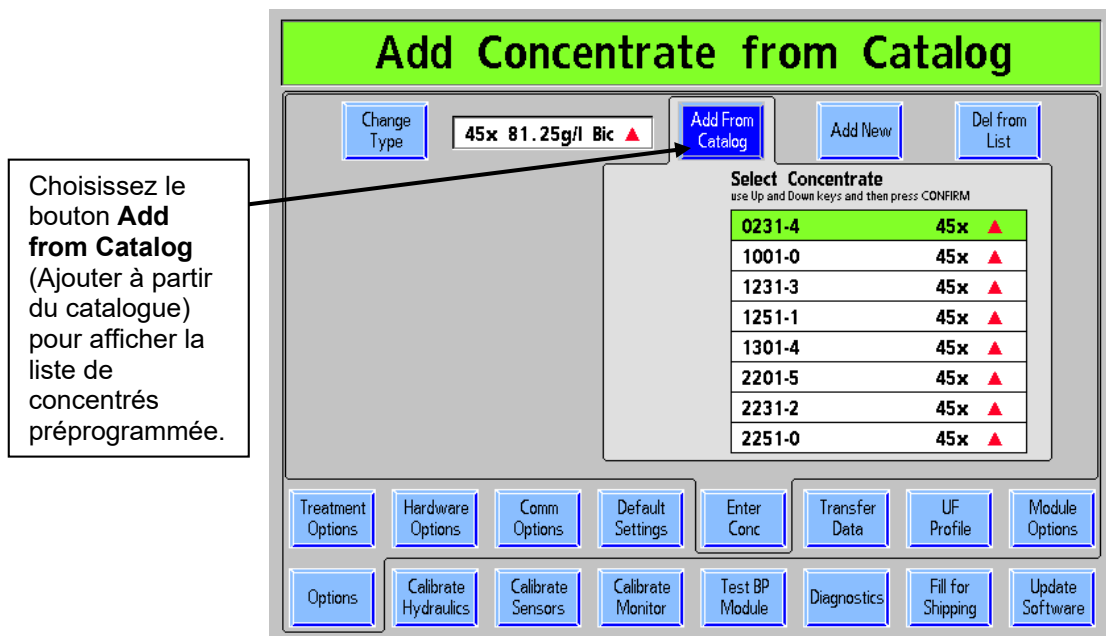 Add Concentrate from Catalog
Change
Type
45x 81.25g/l Bic
Add From
Catalog
Add New
Del from
List
Choisissez le
bouton Add
from Catalog
(Ajouter à partir
du catalogue)
pour afficher la
liste de
concentrés
préprogrammée.
Select Concentrate
use Up and Down keys and then press CONFIRM
0231-4 45x
1001-0 45x
1231-3 45x
1251-1 45x
1301-4 45x
2201-5 45x
2231-2 45x
2251-0 45x
Treatment
Options
Hardware
Options
Comm
Options
Default
Settings
Enter
Conc
Transfer
Data
UF
Profile
Module
Options
Options
Calibrate
Hydraulics
Calibrate
Sensors
Calibrate
Monitor
Test BP
Module
Diagnostics
Fill for
Shipping
Update
Software